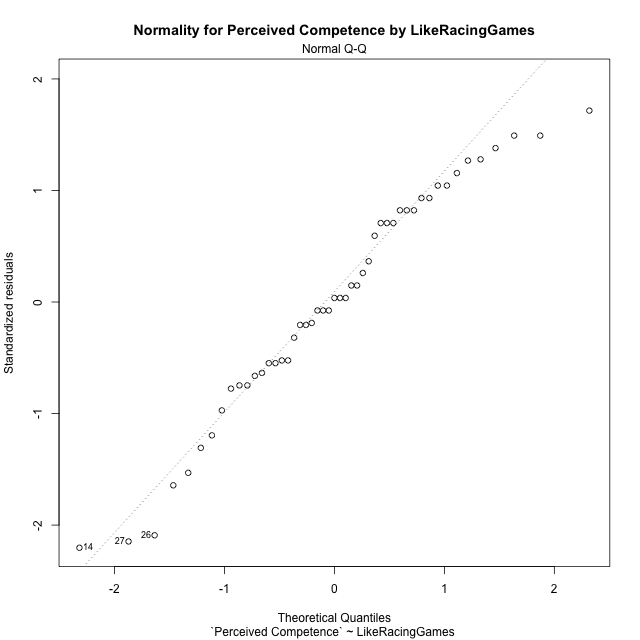 Normality for Perceived Competence by LikeRacingGames
Normal Q-Q
2
1
0
-1
-2
Standardized residuals
14
27
26
-2 -1 0 1 2
Theoretical Quantiles
`Perceived Competence` ~ LikeRacingGames